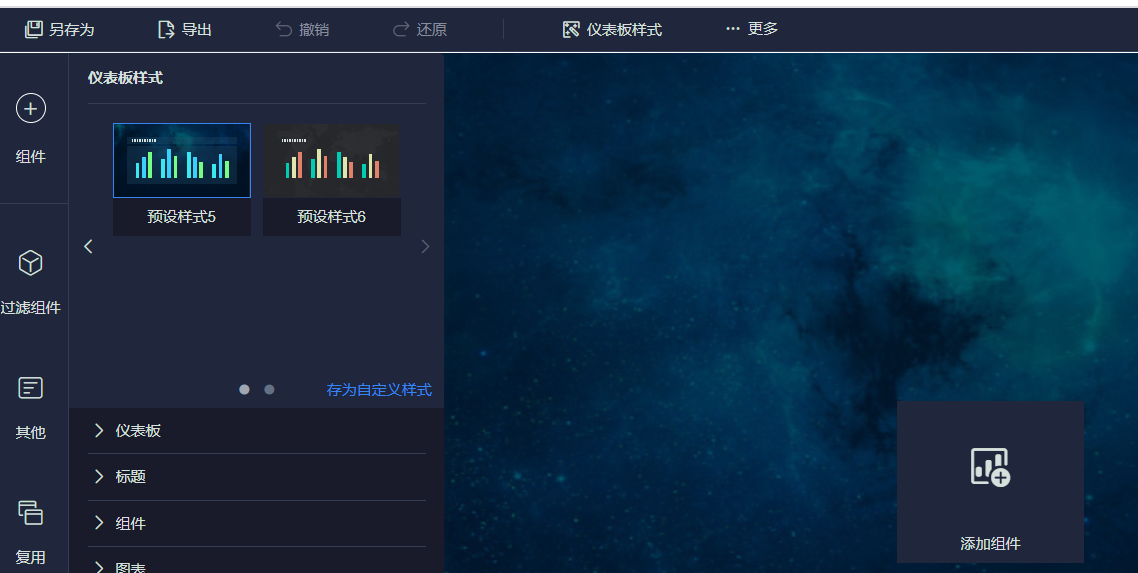 另存为 导出 撤销 还原 仪表板样式 更多
组件
过滤组件
其他
复用
仪表板样式
预设样式5 预设样式6
存为自定义样式
仪表板
标题
组件
图表
添加组件